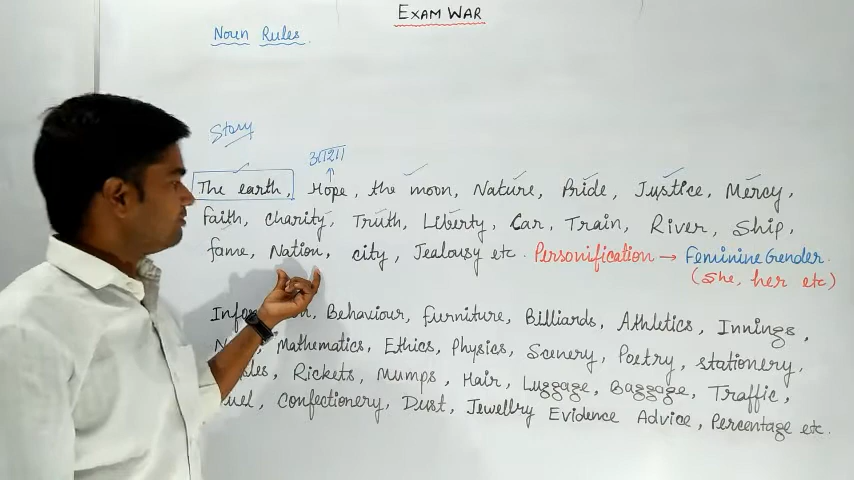 EXAM WAR
Noun Rules.
Story
आशा
The earth, Hope, the moon, Nature, Pride, Justice, Mercy,
faith, charity, Truth, Liberty, Car, Train, River, Ship,
fame, Nation, city, Jealousy etc. Personification → Feminine Gender.
(she, her etc)
Behaviour, furniture, Billiards, Athletics, Innings,
Mathematics, Ethics, Physics, Scenery, Poetry, stationery,
Rickets, Mumps, Hair, Luggage, Baggage, Traffic,
Confectionery, Dust, Jewellry Evidence Advice, Percentage etc.